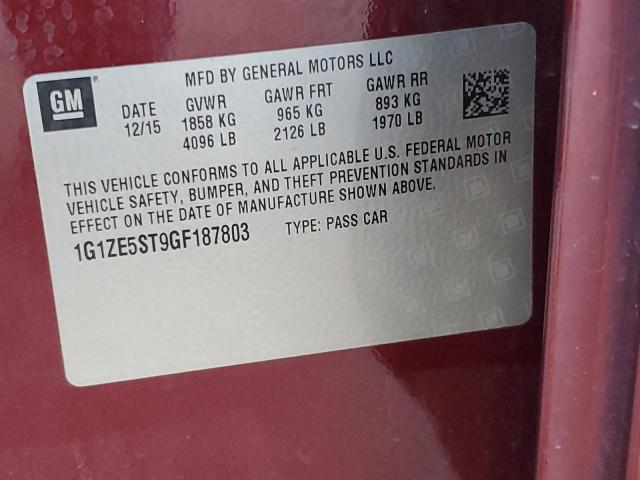 GM
MFD BY GENERAL MOTORS LLC
DATE GVWR GAWR FRT GAWR RR
12/15 1858 KG 965 KG 893 KG
4096 LB 2126 LB 1970 LB
THIS VEHICLE CONFORMS TO ALL APPLICABLE U.S. FEDERAL MOTOR
VEHICLE SAFETY, BUMPER, AND THEFT PREVENTION STANDARDS IN
EFFECT ON THE DATE OF MANUFACTURE SHOWN ABOVE.
1G1ZE5ST9GF187803 TYPE: PASS CAR